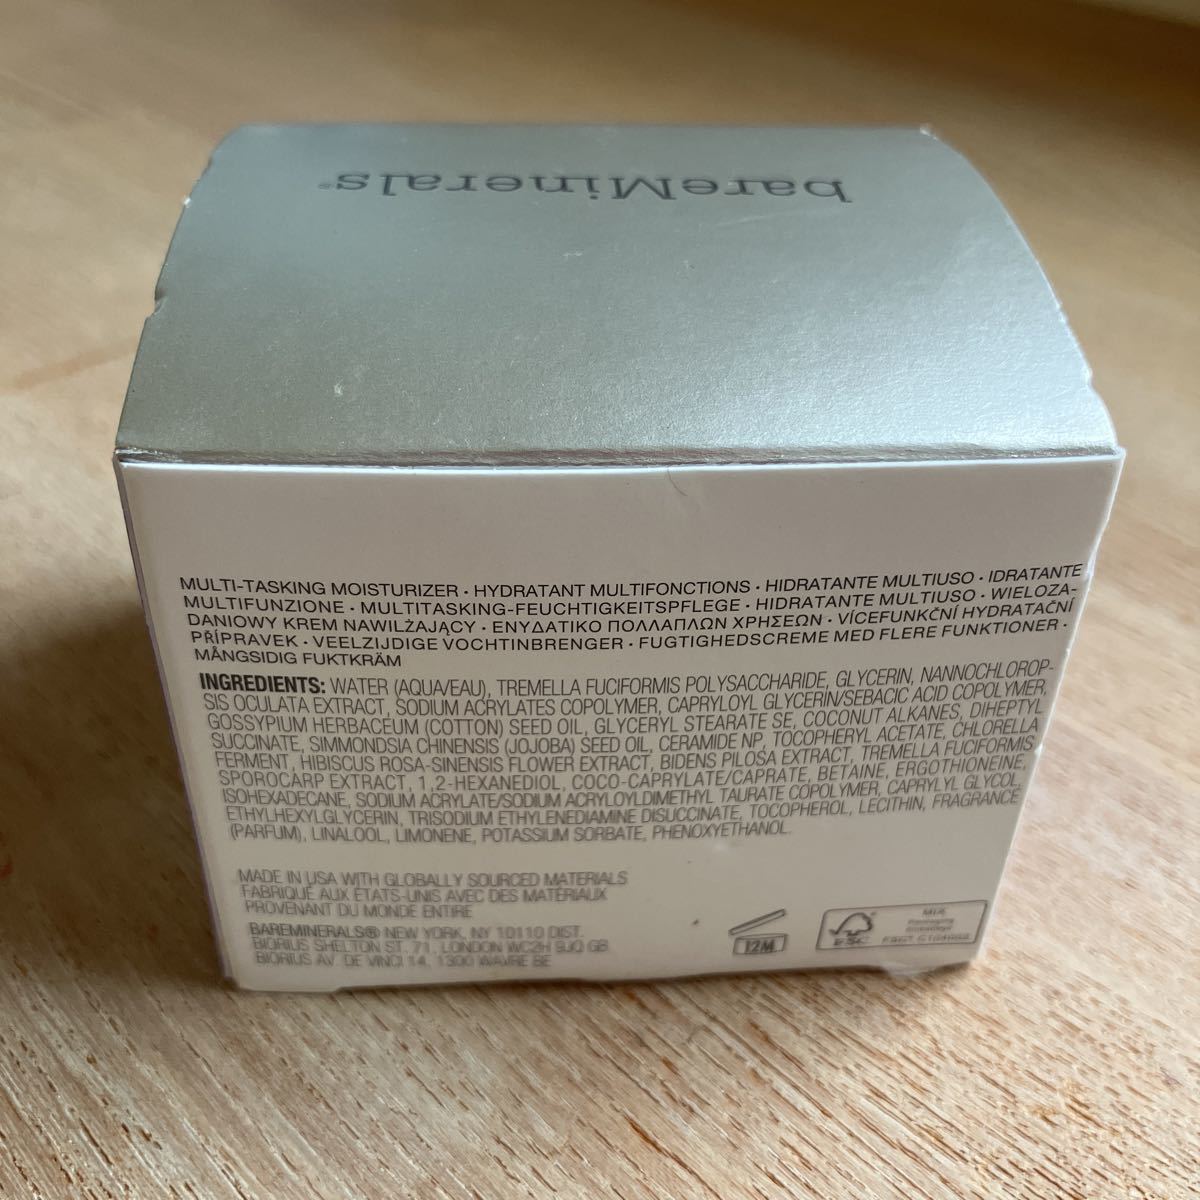 bareMinerals®
MULTI-TASKING MOISTURIZER • HYDRATANT MULTIFONCTIONS • HIDRATANTE MULTIUSO • IDRATANTE
MULTIFUNZIONE • MULTITASKING-FEUCHTIGKEITSPFLEGE • HIDRATANTE MULTIUSO • WIELOZA-
DANIOWY KREM NAWILŻAJĄCY • ΕΝΥΔΑΤΙΚΟ ΠΟΛΛΑΠΛΩΝ ΧΡΗΣΕΩΝ • VÍCEFUNKČNÍ HYDRATAČNÍ
PŘÍPRAVEK • VEELZIJDIGE VOCHTINBRENGER • FUGTIGHEDSCREME MED FLERE FUNKTIONER •
MÅNGSIDIG FUKTKRÄM
INGREDIENTS: WATER (AQUA/EAU), TREMELLA FUCIFORMIS POLYSACCHARIDE, GLYCERIN, NANNOCHLOROP-
SIS OCULATA EXTRACT, SODIUM ACRYLATES COPOLYMER, CAPRYLOYL GLYCERIN/SEBACIC ACID COPOLYMER,
GOSSYPIUM HERBACEUM (COTTON) SEED OIL, GLYCERYL STEARATE SE, COCONUT ALKANES, DIHEPTYL
SUCCINATE, SIMMONDSIA CHINENSIS (JOJOBA) SEED OIL, CERAMIDE NP, TOCOPHERYL ACETATE, CHLORELLA
FERMENT, HIBISCUS ROSA-SINENSIS FLOWER EXTRACT, BIDENS PILOSA EXTRACT, TREMELLA FUCIFORMIS
SPOROCARP EXTRACT, 1,2-HEXANEDIOL, COCO-CAPRYLATE/CAPRATE, BETAINE, ERGOTHIONEINE,
ISOHEXADECANE, SODIUM ACRYLATE/SODIUM ACRYLOYLDIMETHYL TAURATE COPOLYMER, CAPRYLYL GLYCOL,
ETHYLHEXYLGLYCERIN, TRISODIUM ETHYLENEDIAMINE DISUCCINATE, TOCOPHEROL, LECITHIN, FRAGRANCE
(PARFUM), LINALOOL, LIMONENE, POTASSIUM SORBATE, PHENOXYETHANOL.
MADE IN USA WITH GLOBALLY SOURCED MATERIALS
FABRIQUÉ AUX ÉTATS-UNIS AVEC DES MATÉRIAUX
PROVENANT DU MONDE ENTIER
BAREMINERALS® NEW YORK, NY 10110 DIST.
BIORIUS SHELTON ST. 71, LONDON WC2H 9JQ GB
BIORIUS AV. DE VINCI 14, 1300 WAVRE BE
12M
FSC
MIX
Packaging